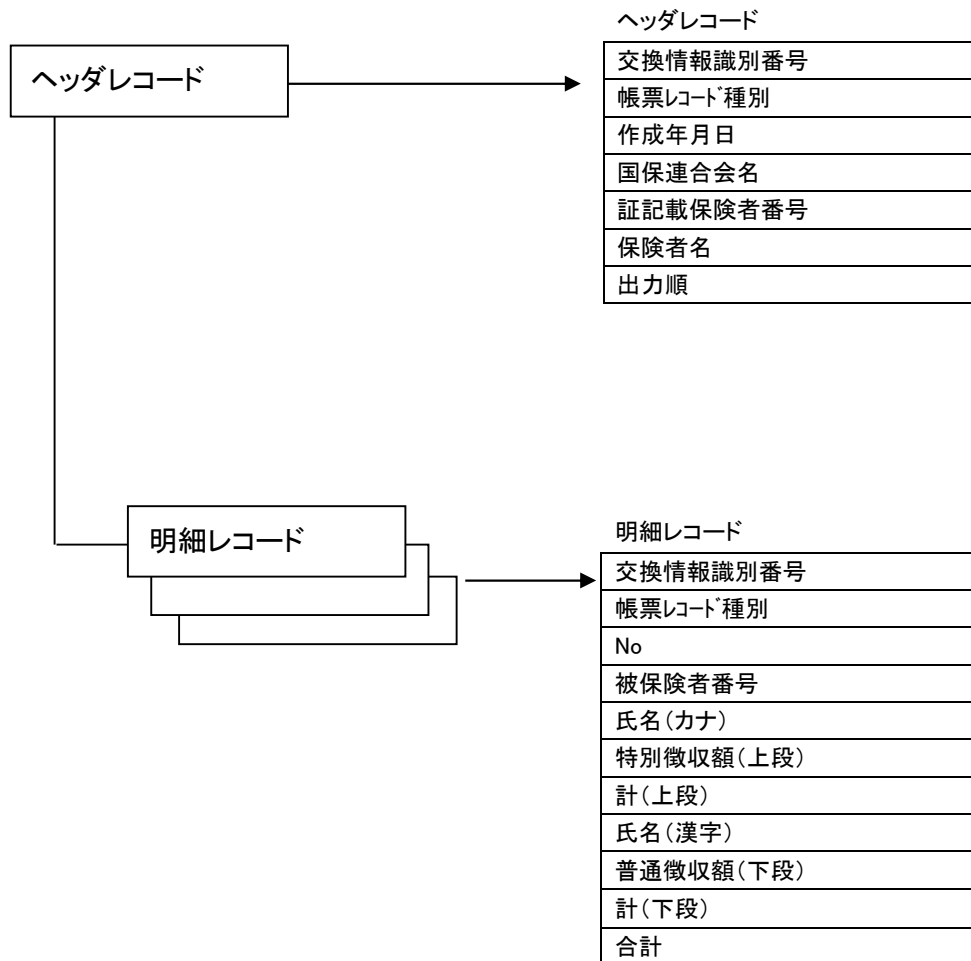 ヘッダレコード
ヘッダレコード
交換情報識別番号
帳票ﾚｺｰﾄﾞ種別
作成年月日
国保連合会名
証記載保険者番号
保険者名
出力順
明細レコード
明細レコード
交換情報識別番号
帳票ﾚｺｰﾄﾞ種別
No
被保険者番号
氏名(カナ)
特別徴収額(上段)
計(上段)
氏名(漢字)
普通徴収額(下段)
計(下段)
合計